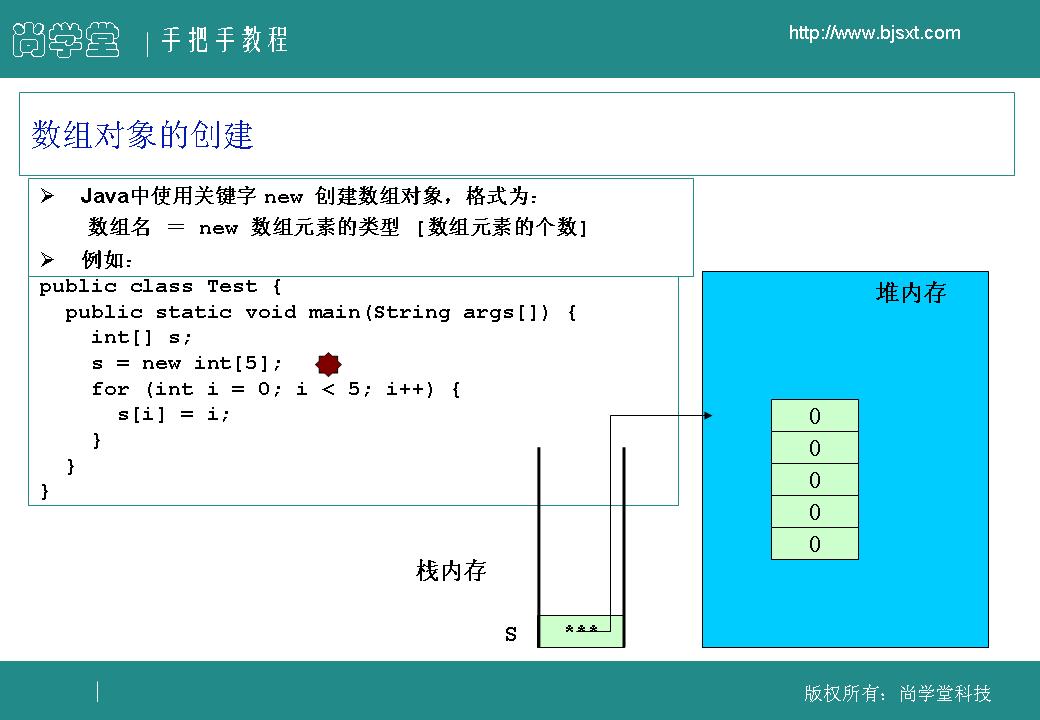 尚学堂 | 手把手教程
http://www.bjsxt.com
数组对象的创建
➢ Java中使用关键字 new 创建数组对象，格式为：
数组名 ＝ new 数组元素的类型 [数组元素的个数]
➢ 例如：
public class Test {
public static void main(String args[]) {
int[] s;
s = new int[5];
for (int i = 0; i < 5; i++) {
s[i] = i;
}
}
}
堆内存
0
0
0
0
0
栈内存
s
***
版权所有：尚学堂科技